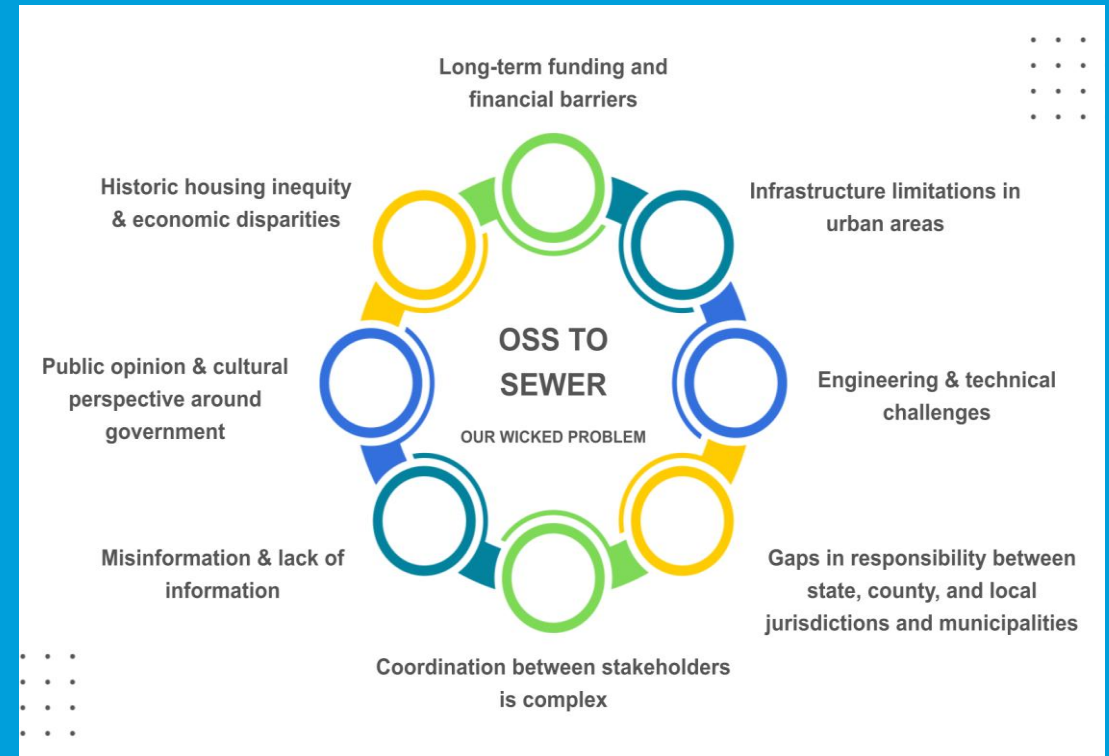 Long-term funding and
financial barriers
Infrastructure limitations in
urban areas
Engineering & technical
challenges
Gaps in responsibility between
state, county, and local
jurisdictions and municipalities
Coordination between stakeholders
is complex
Misinformation & lack of
information
Public opinion & cultural
perspective around
government
Historic housing inequity
& economic disparities
OSS TO
SEWER
OUR WICKED PROBLEM